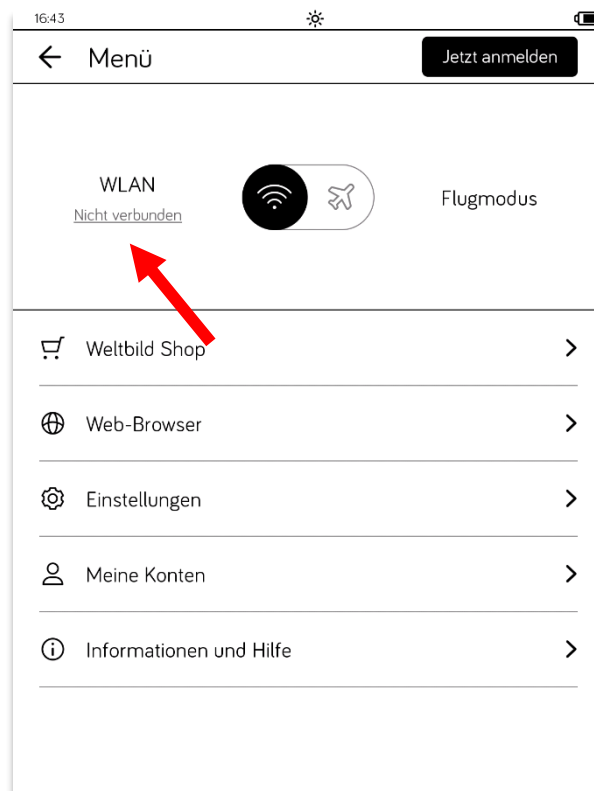 16:43
Menü
Jetzt anmelden
WLAN
Nicht verbunden
Flugmodus
Weltbild Shop
Web-Browser
Einstellungen
Meine Konten
Informationen und Hilfe